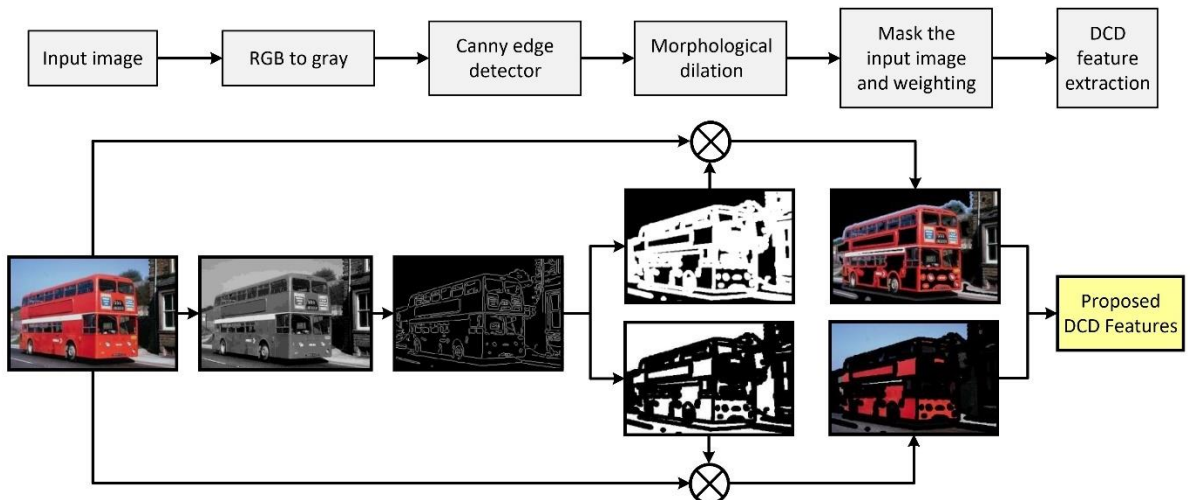 Input image
RGB to gray
Canny edge
detector
Morphological
dilation
Mask the
input image
and weighting
DCD
feature
extraction
Proposed
DCD Features